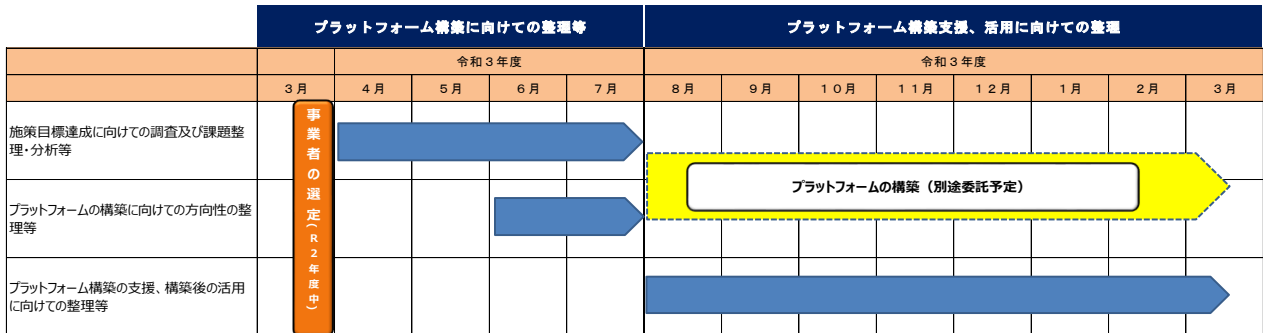 プラットフォーム構築に向けての整理等
プラットフォーム構築支援、活用に向けての整理
令和３年度
令和３年度
３月
４月
５月
６月
７月
８月
９月
１０月
１１月
１２月
１月
２月
３月
事業者の選定（Ｒ２年度中）
施策目標達成に向けての調査及び課題整
理・分析等
プラットフォームの構築（別途委託予定）
プラットフォームの構築に向けての方向性の整
理等
プラットフォーム構築の支援、構築後の活用
に向けての整理等